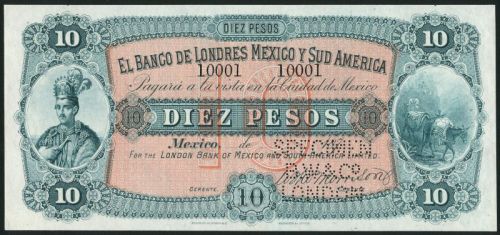 DIEZ PESOS
10 10
EL BANCO DE LONDRES MEXICO Y SUD AMERICA
10001 10001
Pagará á la vista en la Ciudad de Mexico
10 DIEZ PESOS 10
10
Mexico, de
SPECIMEN
FOR THE LONDON BANK OF MEXICO AND SOUTH AMERICA LIMITED.
LONDON
GERENTE.
10 10 10